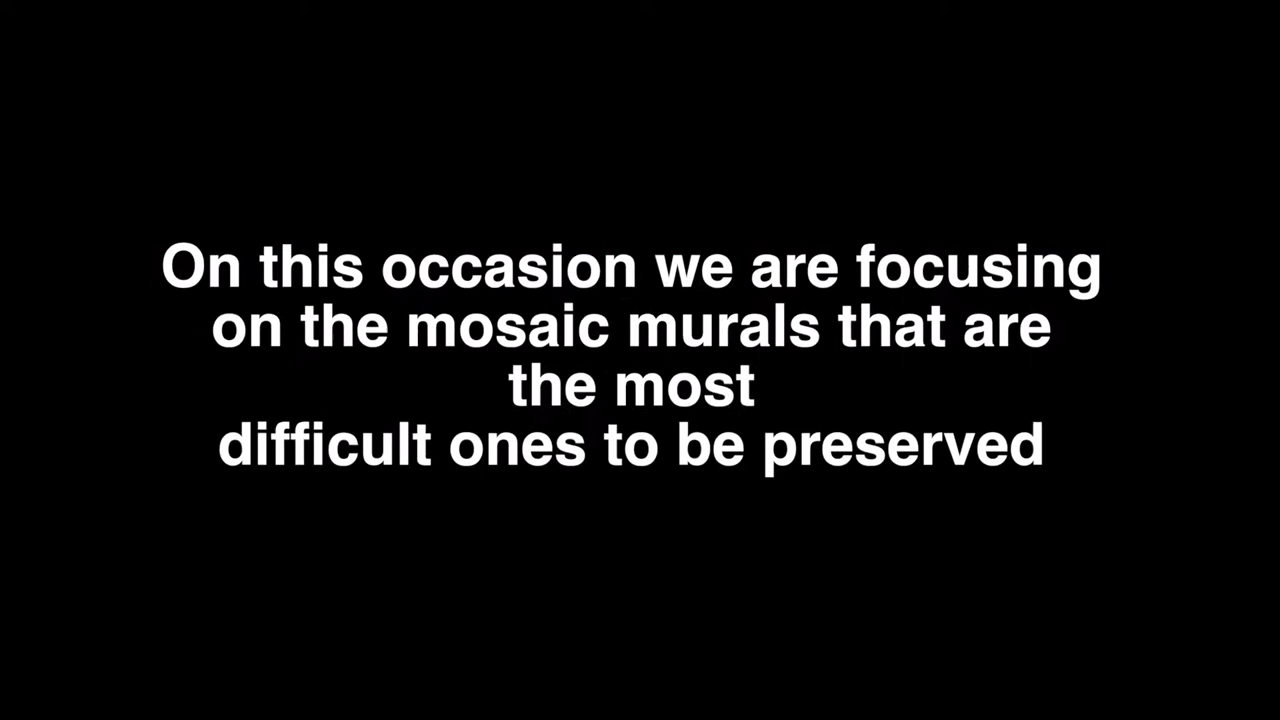 On this occasion we are focusing
on the mosaic murals that are
the most
difficult ones to be preserved